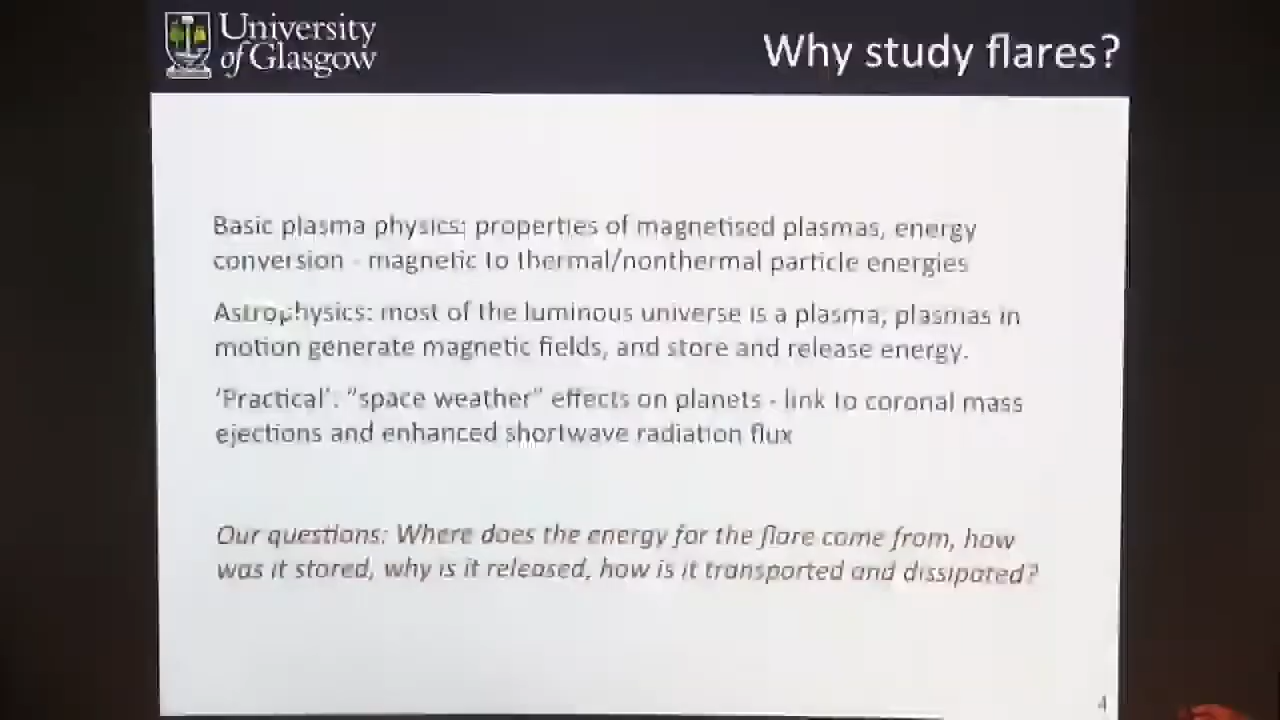 University
of Glasgow
Why study flares?
Basic plasma physics: properties of magnetised plasmas, energy
conversion - magnetic to thermal/nonthermal particle energies
Astrophysics: most of the luminous universe is a plasma; plasmas in
motion generate magnetic fields, and store and release energy.
‘Practical’: “space weather” effects on planets - link to coronal mass
ejections and enhanced shortwave radiation flux
Our questions: Where does the energy for the flare come from, how
was it stored, why is it released, how is it transported and dissipated?
4